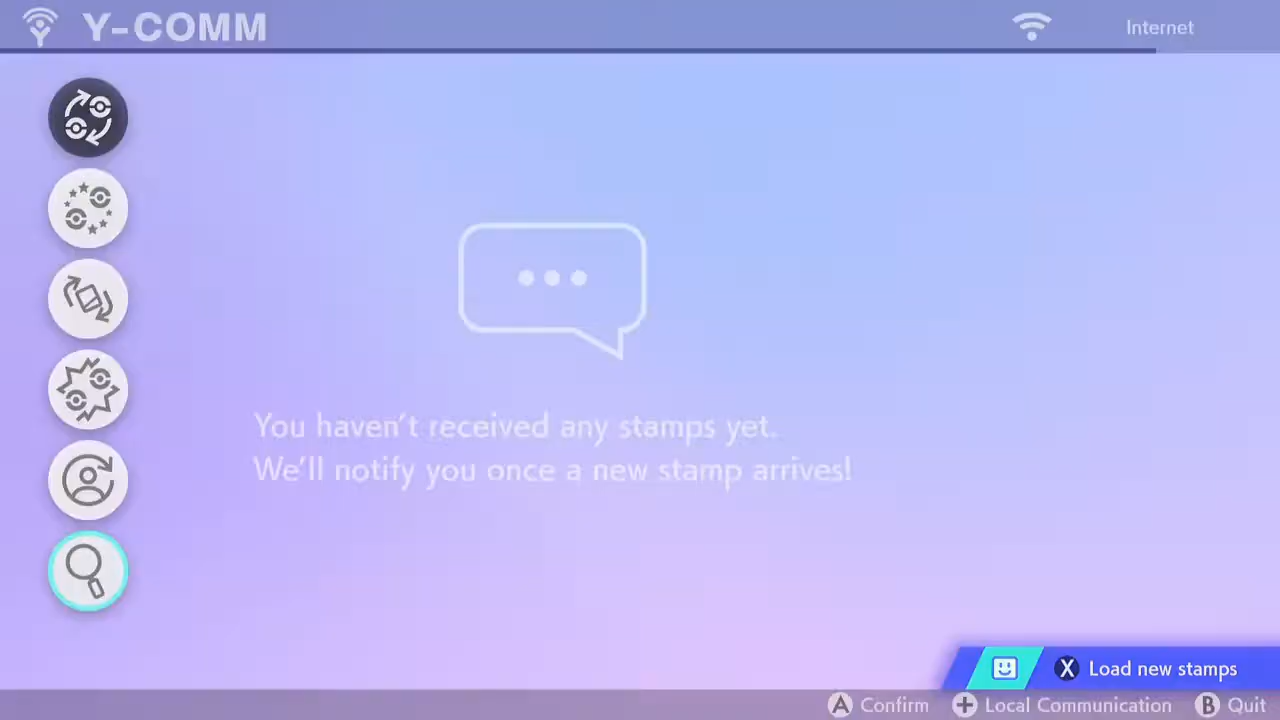 Y-COMM
Internet
You haven't received any stamps yet.
We'll notify you once a new stamp arrives!
X Load new stamps
A Confirm + Local Communication B Quit